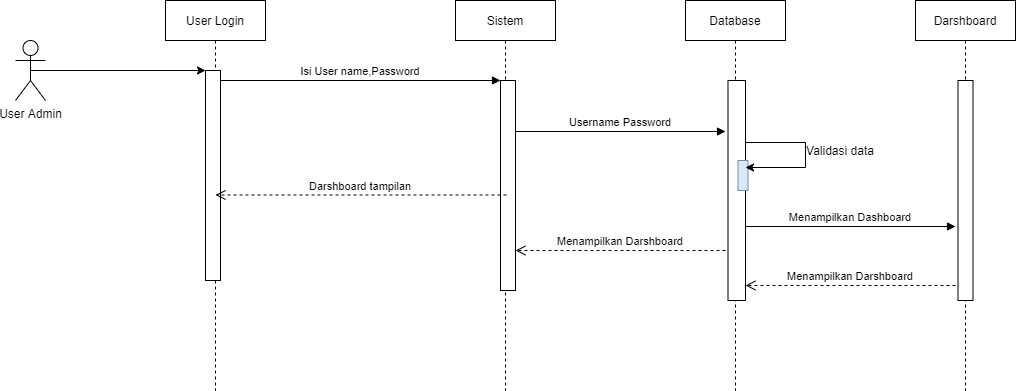 User Login
Sistem
Database
Darshboard
User Admin
Isi User name,Password
Username Password
Validasi data
Darshboard tampilan
Menampilkan Dashboard
Menampilkan Darshboard
Menampilkan Darshboard